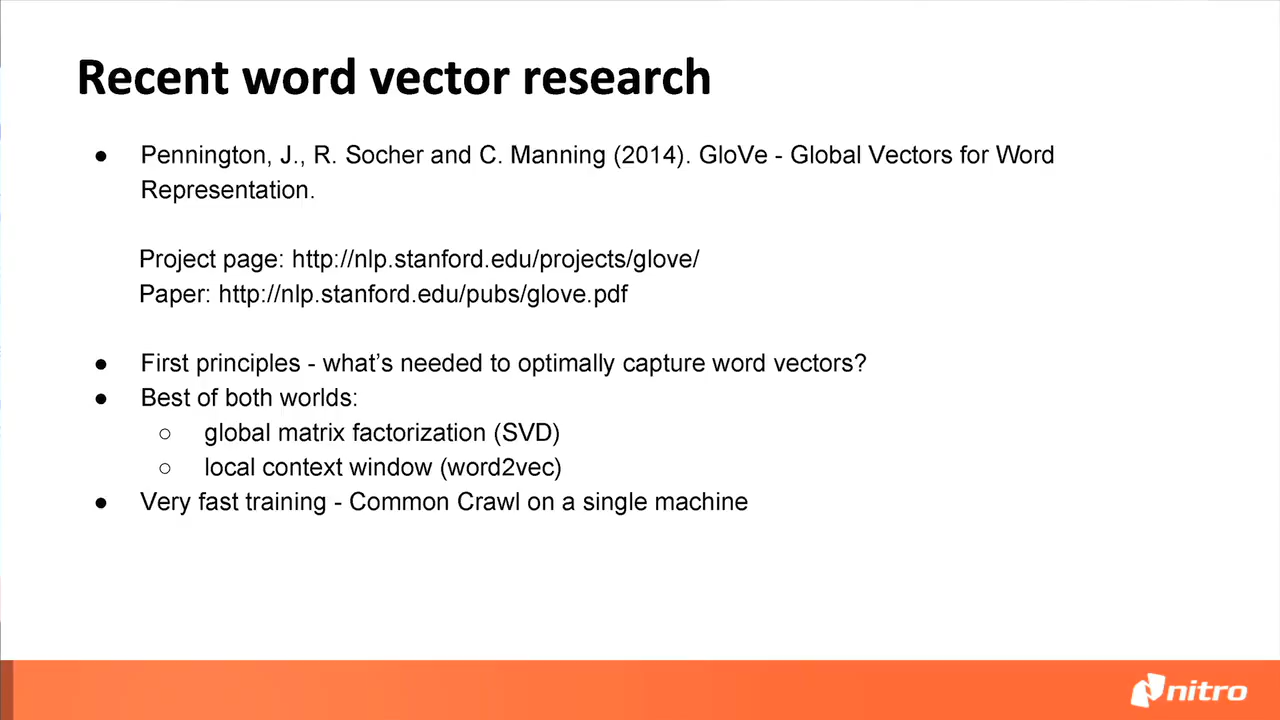 Recent word vector research
● Pennington, J., R. Socher and C. Manning (2014). GloVe - Global Vectors for Word
Representation.
Project page: http://nlp.stanford.edu/projects/glove/
Paper: http://nlp.stanford.edu/pubs/glove.pdf
● First principles - what's needed to optimally capture word vectors?
● Best of both worlds:
○ global matrix factorization (SVD)
○ local context window (word2vec)
● Very fast training - Common Crawl on a single machine
nitro